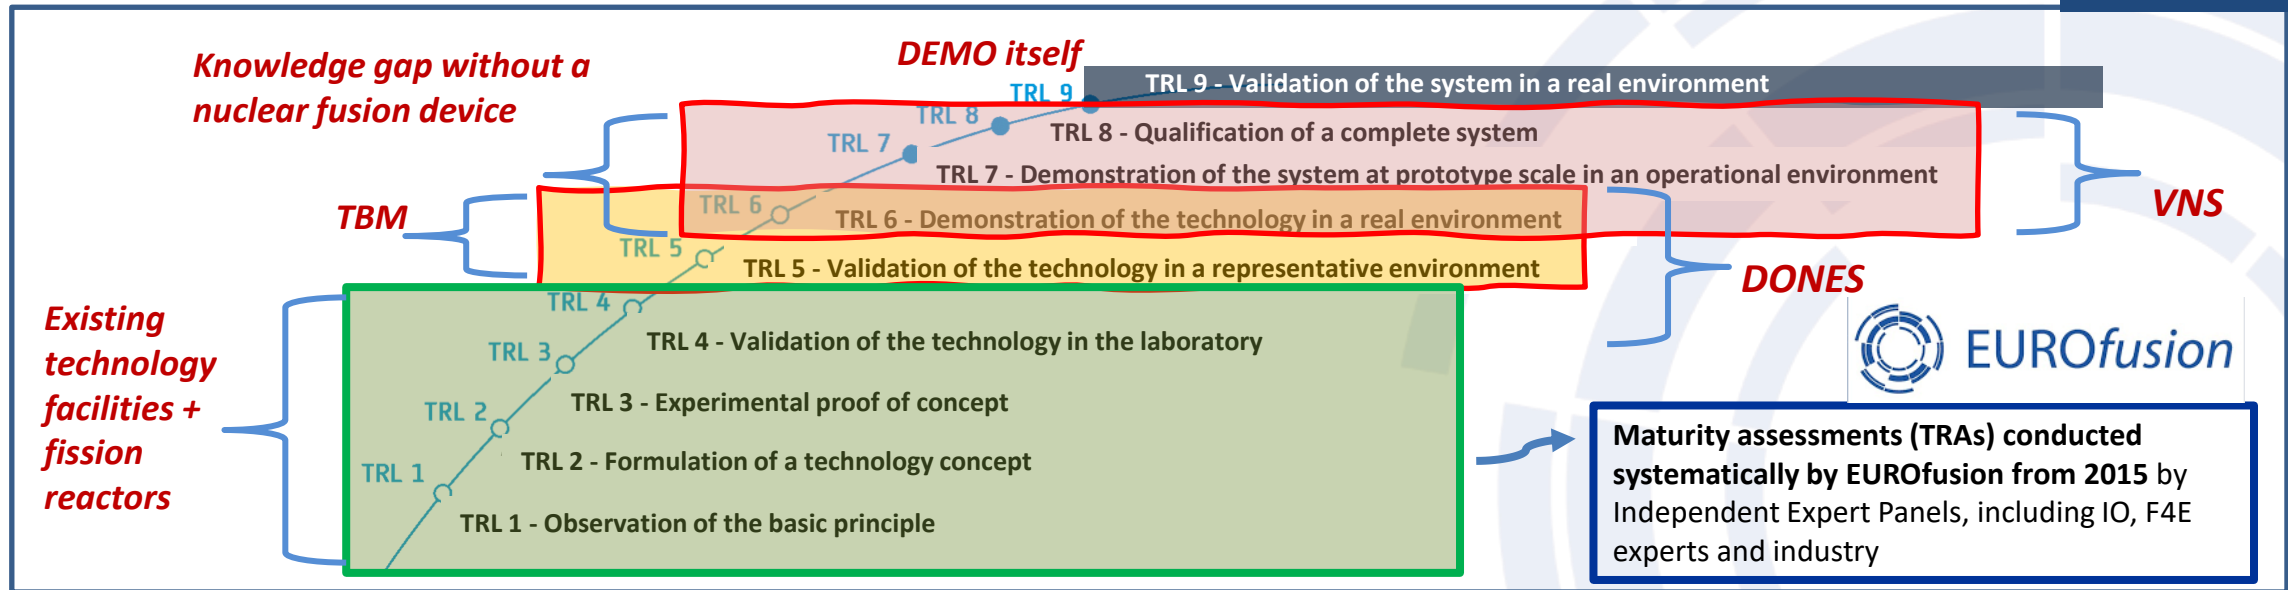 Knowledge gap without a
nuclear fusion device
DEMO itself
TRL 9
TRL 9 - Validation of the system in a real environment
TRL 8
TRL 8 - Qualification of a complete system
TRL 7
TRL 7 - Demonstration of the system at prototype scale in an operational environment
VNS
TBM
TRL 6
TRL 6 - Demonstration of the technology in a real environment
TRL 5
TRL 5 - Validation of the technology in a representative environment
DONES
Existing
technology
facilities +
fission
reactors
TRL 4
TRL 4 - Validation of the technology in the laboratory
TRL 3
TRL 3 - Experimental proof of concept
TRL 2
TRL 2 - Formulation of a technology concept
TRL 1
TRL 1 - Observation of the basic principle
EUROfusion
Maturity assessments (TRAs) conducted
systematically by EUROfusion from 2015 by
Independent Expert Panels, including IO, F4E
experts and industry